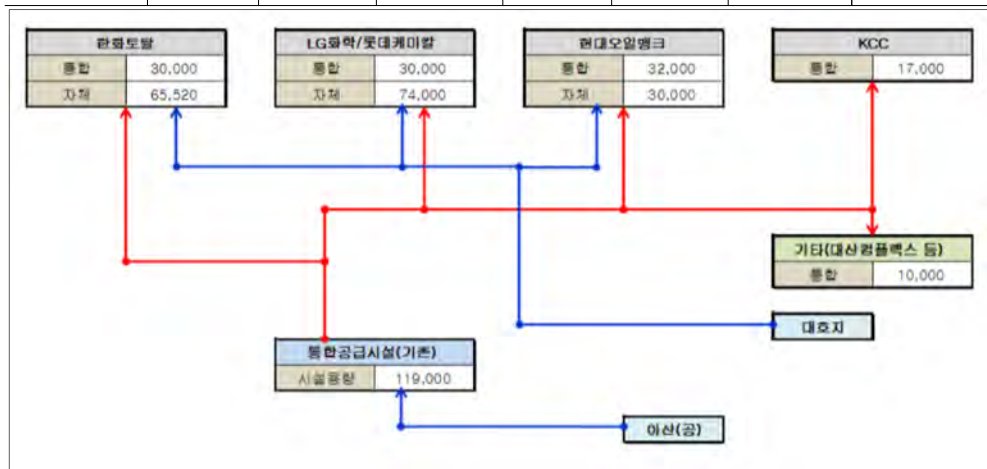 한화토탈
통합 30,000
자체 65,520
LG화학/롯데케미칼
통합 30,000
자체 74,000
현대오일뱅크
통합 32,000
자체 30,000
KCC
통합 17,000
기타(대산컴플렉스 등)
통합 10,000
대호지
통합공급시설(기존)
시설용량 119,000
아산(공)